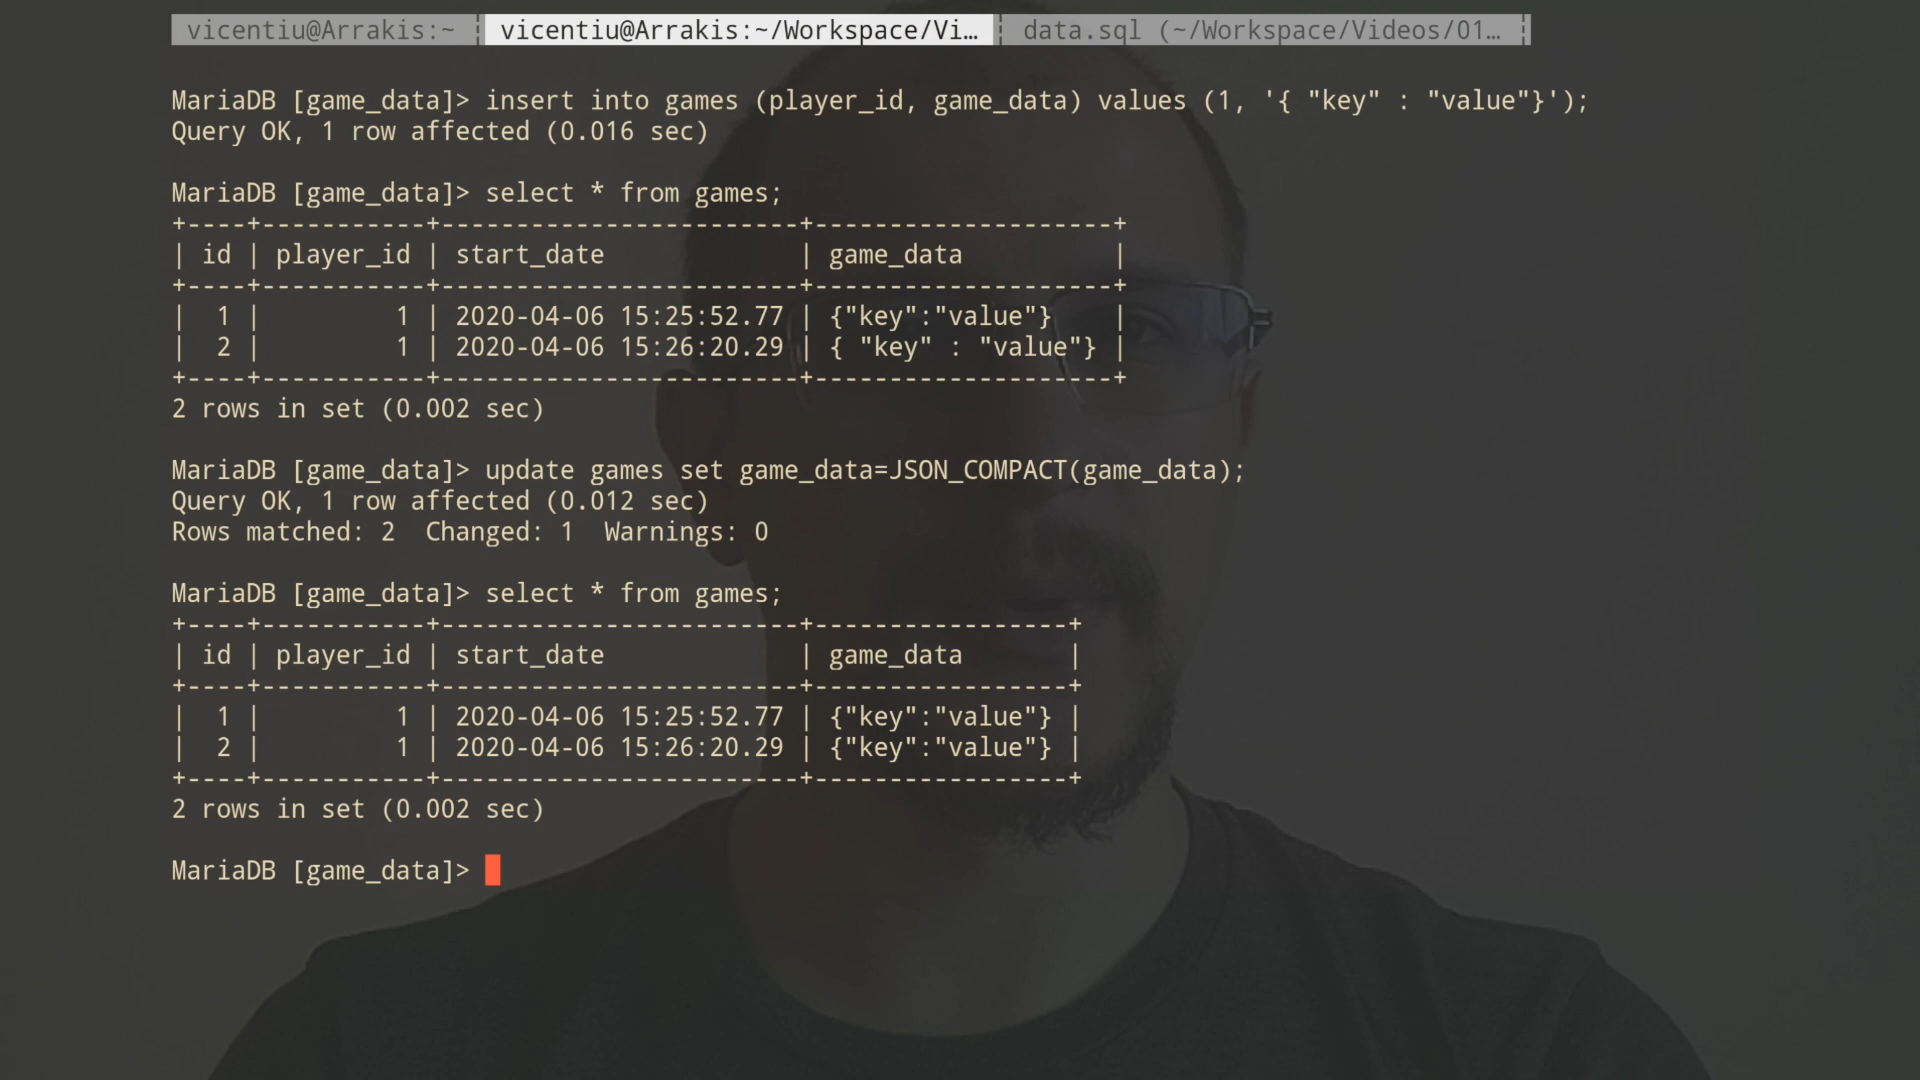 vicentiu@Arrakis:~ vicentiu@Arrakis:~/Workspace/Vi… data.sql (~/Workspace/Videos/01…
MariaDB [game_data]> insert into games (player_id, game_data) values (1, '{ "key" : "value"}');
Query OK, 1 row affected (0.016 sec)
MariaDB [game_data]> select * from games;
+----+-----------+------------------------+--------------------+
| id | player_id | start_date             | game_data          |
+----+-----------+------------------------+--------------------+
|  1 |         1 | 2020-04-06 15:25:52.77 | {"key":"value"}    |
|  2 |         1 | 2020-04-06 15:26:20.29 | { "key" : "value"} |
+----+-----------+------------------------+--------------------+
2 rows in set (0.002 sec)
MariaDB [game_data]> update games set game_data=JSON_COMPACT(game_data);
Query OK, 1 row affected (0.012 sec)
Rows matched: 2  Changed: 1  Warnings: 0
MariaDB [game_data]> select * from games;
+----+-----------+------------------------+-----------------+
| id | player_id | start_date             | game_data       |
+----+-----------+------------------------+-----------------+
|  1 |         1 | 2020-04-06 15:25:52.77 | {"key":"value"} |
|  2 |         1 | 2020-04-06 15:26:20.29 | {"key":"value"} |
+----+-----------+------------------------+-----------------+
2 rows in set (0.002 sec)
MariaDB [game_data]>